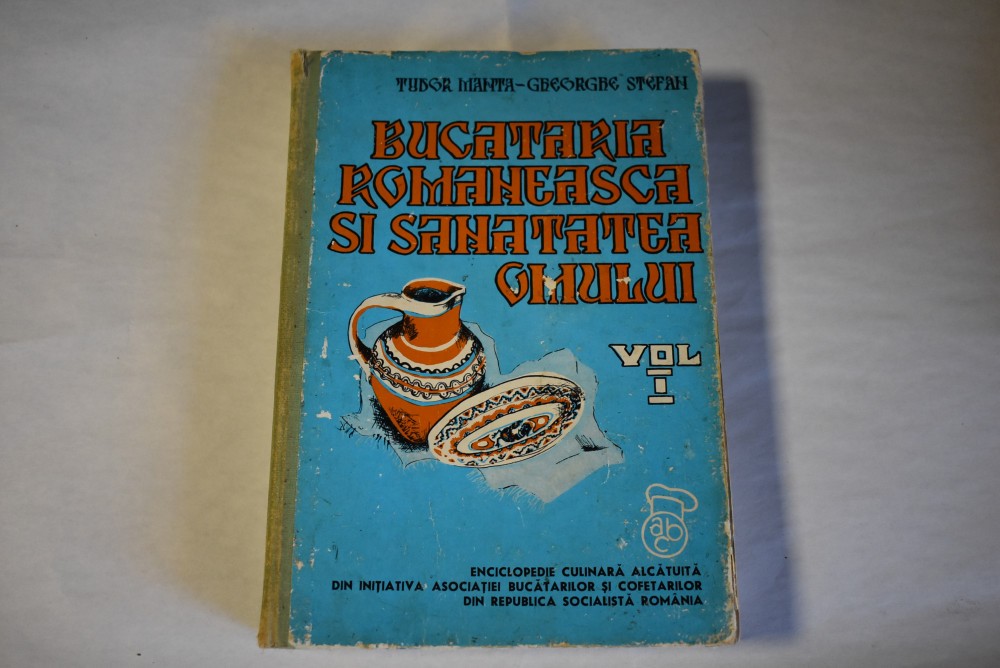 TUDOR MANTA-GHEORGHE STEFAN
BUCATARIA
ROMANEASCA
SI SANATATEA
OMULUI
VOL
I
abc
ENCICLOPEDIE CULINARĂ ALCĂTUITĂ
DIN INIȚIATIVA ASOCIAȚIEI BUCĂTARILOR ȘI COFETARILOR
DIN REPUBLICA SOCIALISTĂ ROMÂNIA